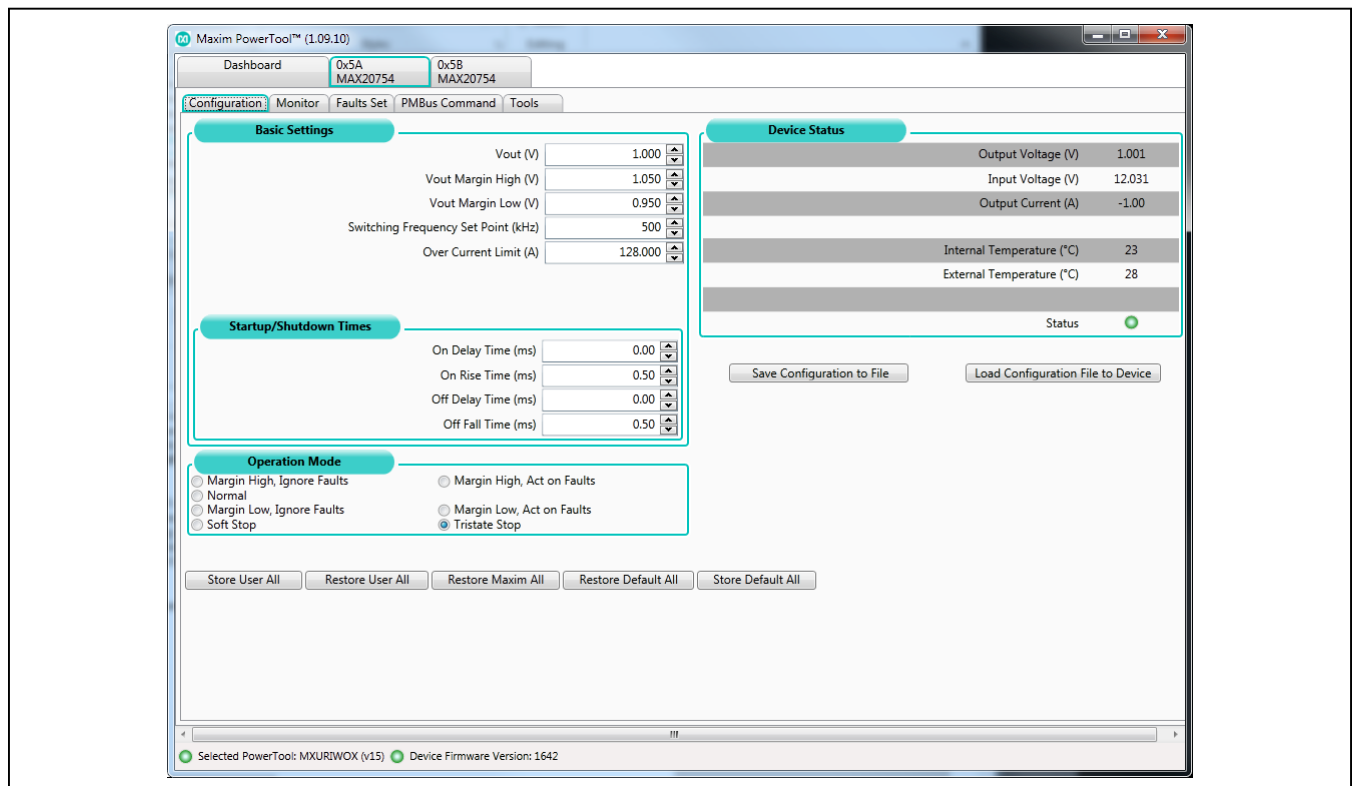 Maxim PowerTool™ (1.09.10)
Dashboard
0x5A
MAX20754
0x5B
MAX20754
Configuration
Monitor
Faults Set
PMBus Command
Tools
Basic Settings
Vout (V) 1.000
Vout Margin High (V) 1.050
Vout Margin Low (V) 0.950
Switching Frequency Set Point (kHz) 500
Over Current Limit (A) 128.000
Startup/Shutdown Times
On Delay Time (ms) 0.00
On Rise Time (ms) 0.50
Off Delay Time (ms) 0.00
Off Fall Time (ms) 0.50
Operation Mode
Margin High, Ignore Faults
Margin High, Act on Faults
Normal
Margin Low, Ignore Faults
Margin Low, Act on Faults
Soft Stop
Tristate Stop
Device Status
Output Voltage (V) 1.001
Input Voltage (V) 12.031
Output Current (A) -1.00
Internal Temperature (°C) 23
External Temperature (°C) 28
Status
Save Configuration to File
Load Configuration File to Device
Store User All
Restore User All
Restore Maxim All
Restore Default All
Store Default All
Selected PowerTool: MXURIWOX (v15)
Device Firmware Version: 1642